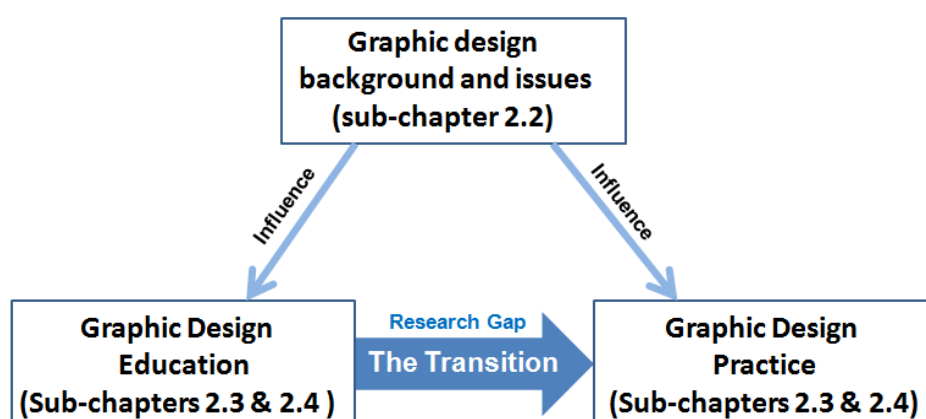 Graphic design
background and issues
(sub-chapter 2.2)
Influence
Influence
Graphic Design
Education
(Sub-chapters 2.3 & 2.4 )
Research Gap
The Transition
Graphic Design
Practice
(Sub-chapters 2.3 & 2.4)